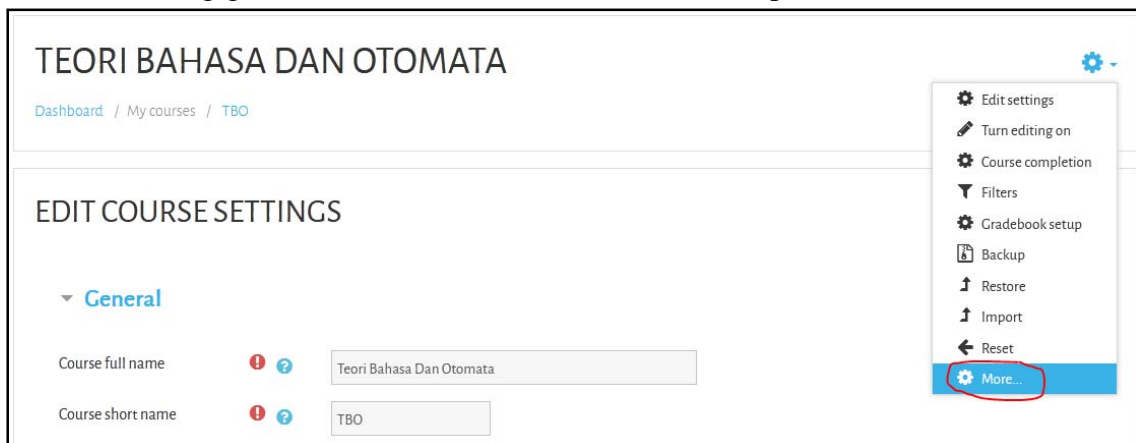 TEORI BAHASA DAN OTOMATA
Dashboard / My courses / TBO
Edit settings
Turn editing on
Course completion
Filters
Gradebook setup
Backup
Restore
Import
Reset
More...
EDIT COURSE SETTINGS
General
Course full name
Teori Bahasa Dan Otomata
Course short name
TBO